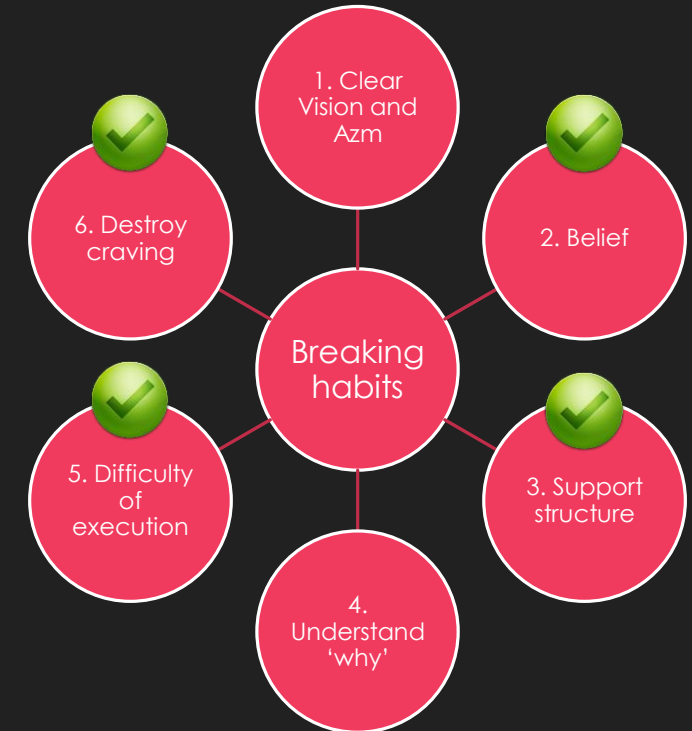 1. Clear
Vision and
Azm
2. Belief
3. Support
structure
4.
Understand
‘why’
5. Difficulty
of
execution
6. Destroy
craving
Breaking
habits